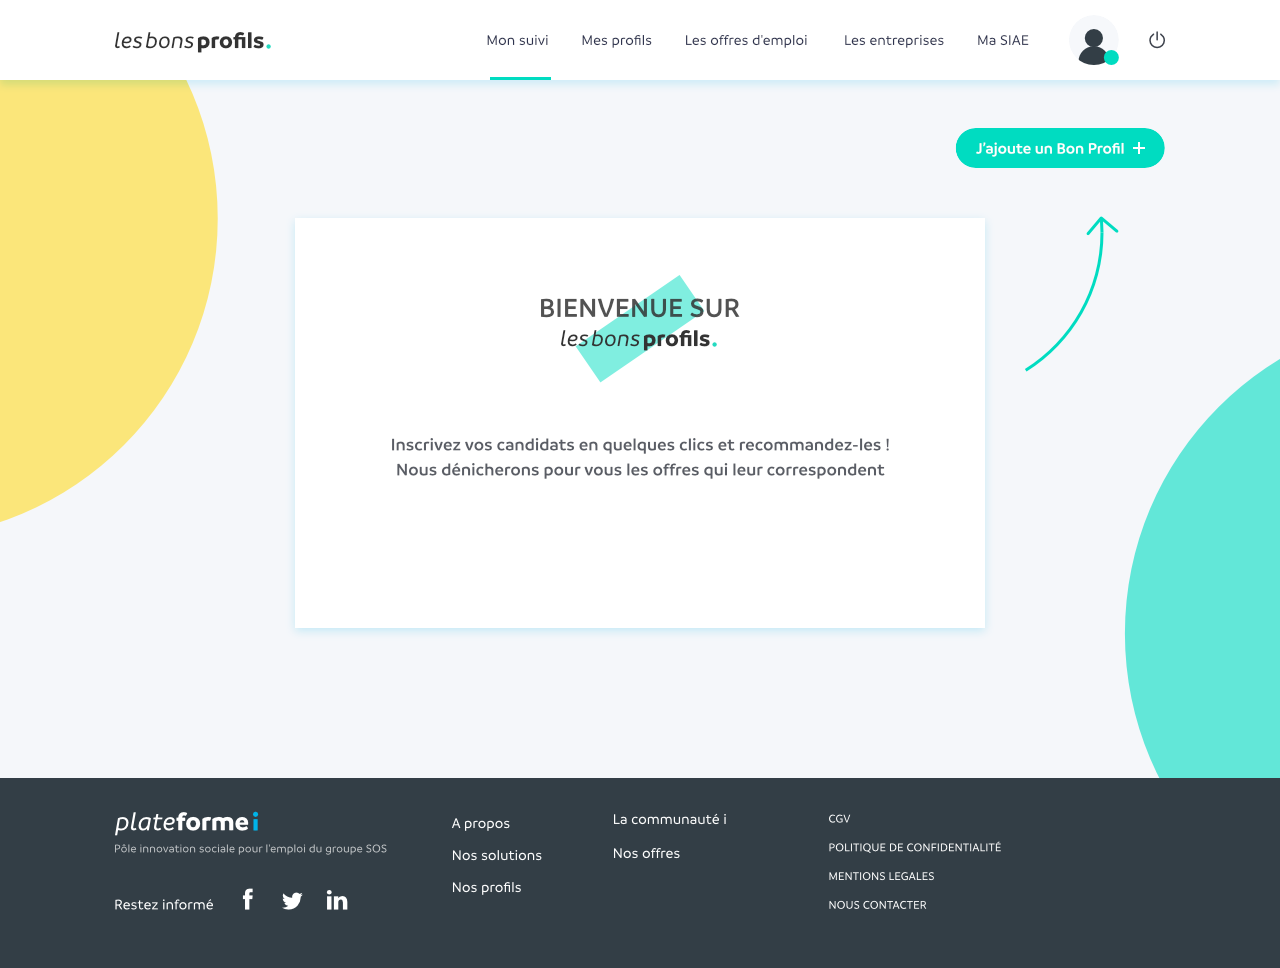 les bons profils.
Mon suivi
Mes profils
Les offres d'emploi
Les entreprises
Ma SIAE
J'ajoute un Bon Profil +
BIENVENUE SUR
les bons profils.
Inscrivez vos candidats en quelques clics et recommandez-les !
Nous dénicherons pour vous les offres qui leur correspondent
plateforme i
Pôle innovation sociale pour l'emploi du groupe SOS
Restez informé
A propos
Nos solutions
Nos profils
La communauté i
Nos offres
CGV
POLITIQUE DE CONFIDENTIALITÉ
MENTIONS LEGALES
NOUS CONTACTER